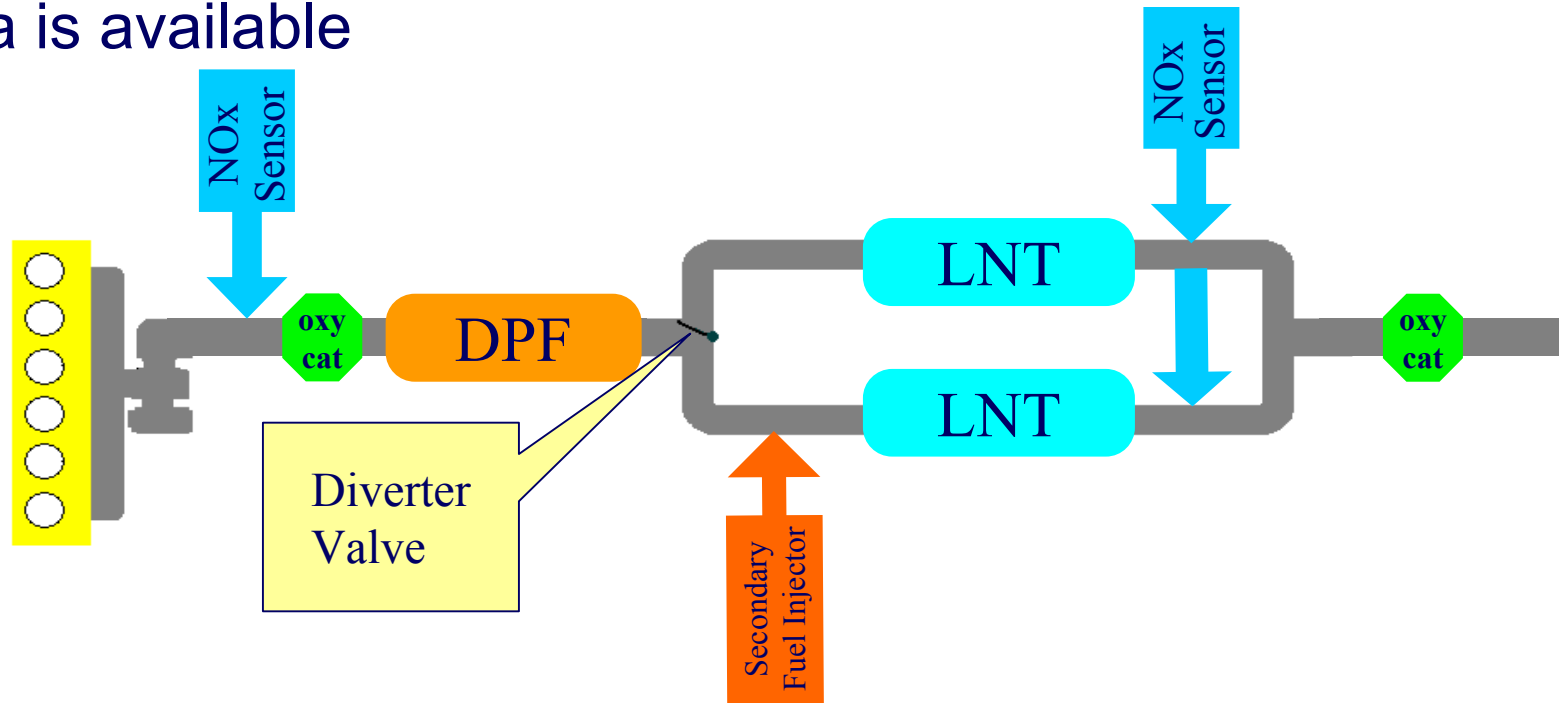 a is available
NOx
Sensor
NOx
Sensor
LNT
oxy
cat
DPF
oxy
cat
LNT
Diverter
Valve
Secondary
Fuel Injector